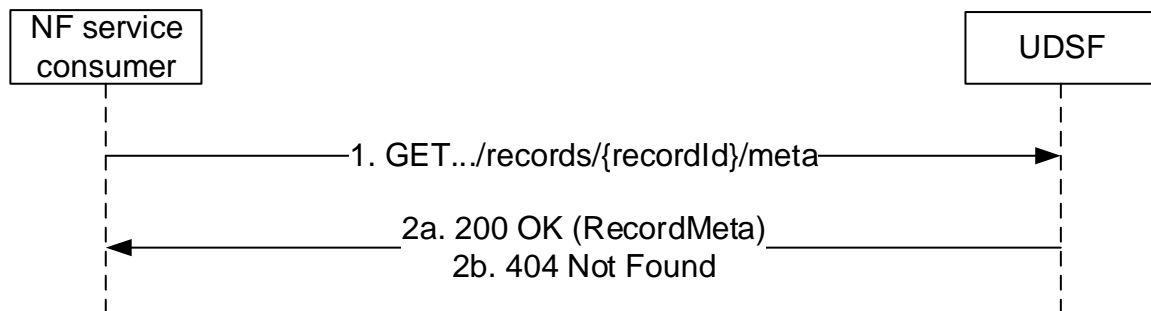 NF service
consumer
UDSF
1. GET.../records/{recordId}/meta
2a. 200 OK (RecordMeta)
2b. 404 Not Found